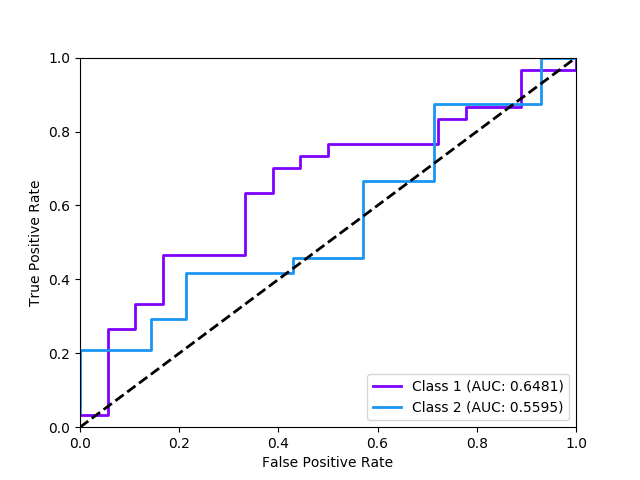 1.0
0.8
0.6
0.4
0.2
0.0
True Positive Rate
Class 1 (AUC: 0.6481)
Class 2 (AUC: 0.5595)
0.0 0.2 0.4 0.6 0.8 1.0
False Positive Rate